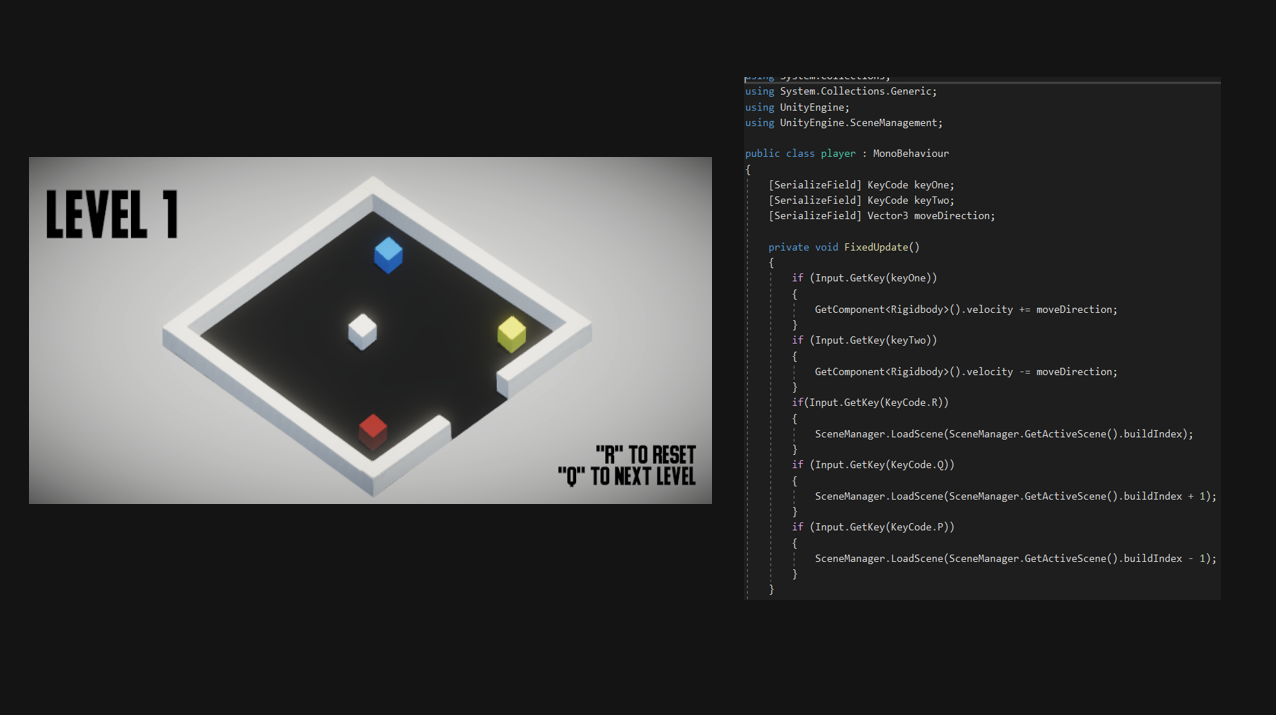 LEVEL 1
"R" TO RESET
"Q" TO NEXT LEVEL
using System.Collections;
using System.Collections.Generic;
using UnityEngine;
using UnityEngine.SceneManagement;
public class player : MonoBehaviour
{
[SerializeField] KeyCode keyOne;
[SerializeField] KeyCode keyTwo;
[SerializeField] Vector3 moveDirection;
private void FixedUpdate()
{
if (Input.GetKey(keyOne))
{
GetComponent<Rigidbody>().velocity += moveDirection;
}
if (Input.GetKey(keyTwo))
{
GetComponent<Rigidbody>().velocity -= moveDirection;
}
if(Input.GetKey(KeyCode.R))
{
SceneManager.LoadScene(SceneManager.GetActiveScene().buildIndex);
}
if (Input.GetKey(KeyCode.Q))
{
SceneManager.LoadScene(SceneManager.GetActiveScene().buildIndex + 1);
}
if (Input.GetKey(KeyCode.P))
{
SceneManager.LoadScene(SceneManager.GetActiveScene().buildIndex - 1);
}
}